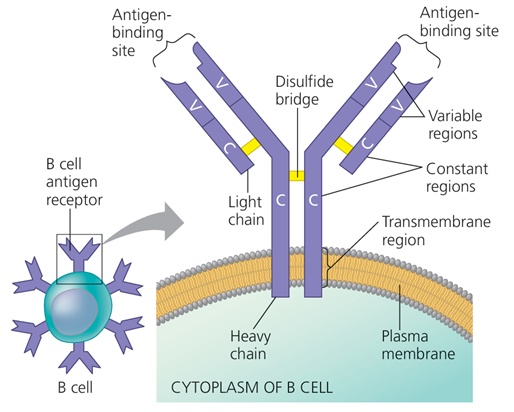 Antigen-
binding
site
Antigen-
binding site
Disulfide
bridge
V
V
V
V
Variable
regions
C
C
B cell
antigen
receptor
Light
chain
C
C
Constant
regions
Transmembrane
region
Heavy
chain
Plasma
membrane
B cell
CYTOPLASM OF B CELL